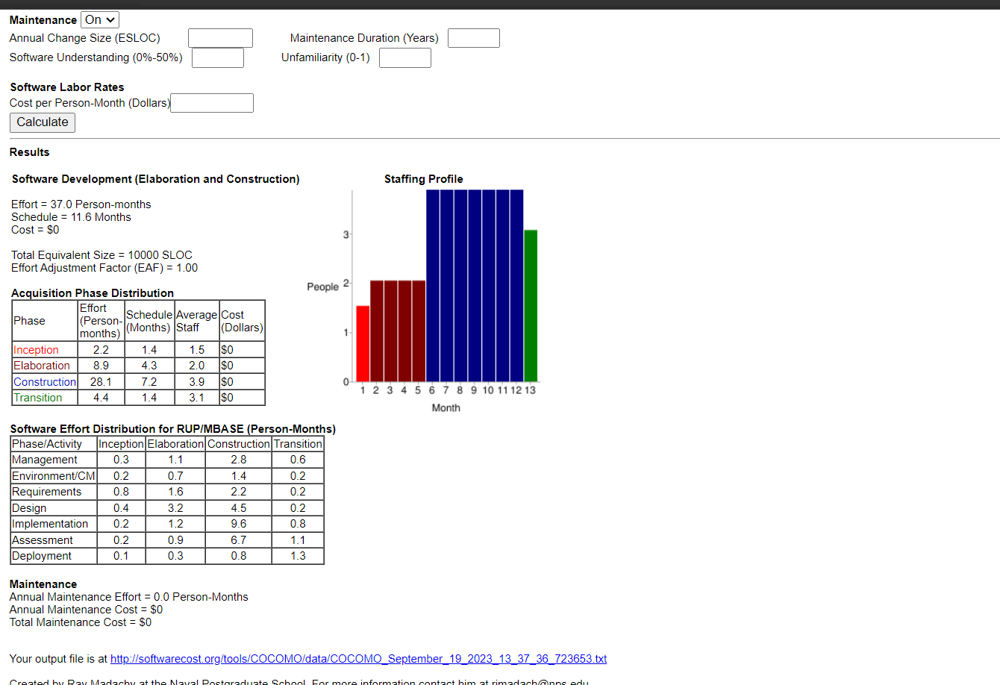 Maintenance On
Annual Change Size (ESLOC) Maintenance Duration (Years)
Software Understanding (0%-50%) Unfamiliarity (0-1)
Software Labor Rates
Cost per Person-Month (Dollars)
Calculate
Results
Software Development (Elaboration and Construction)
Effort = 37.0 Person-months
Schedule = 11.6 Months
Cost = $0
Total Equivalent Size = 10000 SLOC
Effort Adjustment Factor (EAF) = 1.00
Acquisition Phase Distribution
Phase Effort (Person-months) Schedule (Months) Average Staff Cost (Dollars)
Inception 2.2 1.4 1.5 $0
Elaboration 8.9 4.3 2.0 $0
Construction 28.1 7.2 3.9 $0
Transition 4.4 1.4 3.1 $0
Staffing Profile
3
People 2
1
0
1 2 3 4 5 6 7 8 9 10 11 12 13
Month
Software Effort Distribution for RUP/MBASE (Person-Months)
Phase/Activity Inception Elaboration Construction Transition
Management 0.3 1.1 2.8 0.6
Environment/CM 0.2 0.7 1.4 0.2
Requirements 0.8 1.6 2.2 0.2
Design 0.4 3.2 4.5 0.2
Implementation 0.2 1.2 9.6 0.8
Assessment 0.2 0.9 6.7 1.1
Deployment 0.1 0.3 0.8 1.3
Maintenance
Annual Maintenance Effort = 0.0 Person-Months
Annual Maintenance Cost = $0
Total Maintenance Cost = $0
Your output file is at http://softwarecost.org/tools/COCOMO/data/COCOMO_September_19_2023_13_37_36_723653.txt
Created by Ray Madachy at the Naval Postgraduate School. For more information contact him at rjmadach@nps.edu